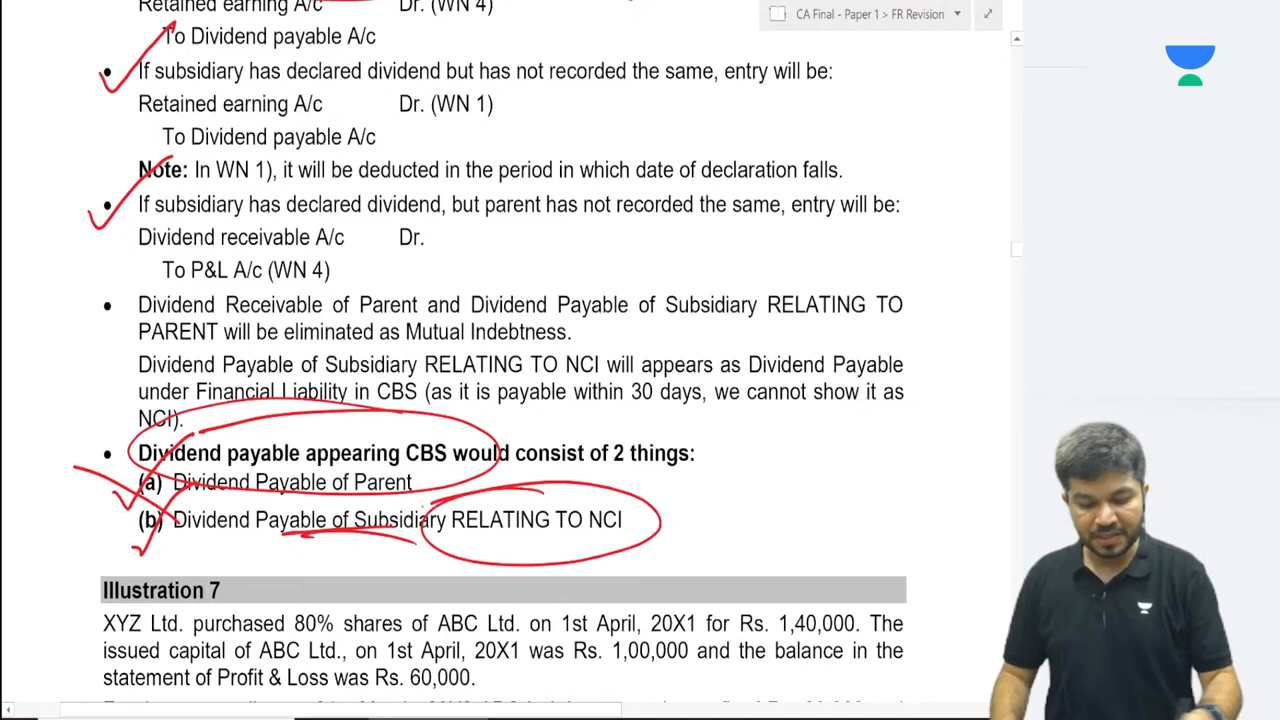 Retained earning A/c Dr. (WN 4)
CA Final - Paper 1 > FR Revision
To Dividend payable A/c
• If subsidiary has declared dividend but has not recorded the same, entry will be:
Retained earning A/c Dr. (WN 1)
To Dividend payable A/c
Note: In WN 1), it will be deducted in the period in which date of declaration falls.
• If subsidiary has declared dividend, but parent has not recorded the same, entry will be:
Dividend receivable A/c Dr.
To P&L A/c (WN 4)
• Dividend Receivable of Parent and Dividend Payable of Subsidiary RELATING TO
PARENT will be eliminated as Mutual Indebtness.
Dividend Payable of Subsidiary RELATING TO NCI will appears as Dividend Payable
under Financial Liability in CBS (as it is payable within 30 days, we cannot show it as
NCI).
• Dividend payable appearing CBS would consist of 2 things:
(a) Dividend Payable of Parent
(b) Dividend Payable of Subsidiary RELATING TO NCI
Illustration 7
XYZ Ltd. purchased 80% shares of ABC Ltd. on 1st April, 20X1 for Rs. 1,40,000. The
issued capital of ABC Ltd., on 1st April, 20X1 was Rs. 1,00,000 and the balance in the
statement of Profit & Loss was Rs. 60,000.